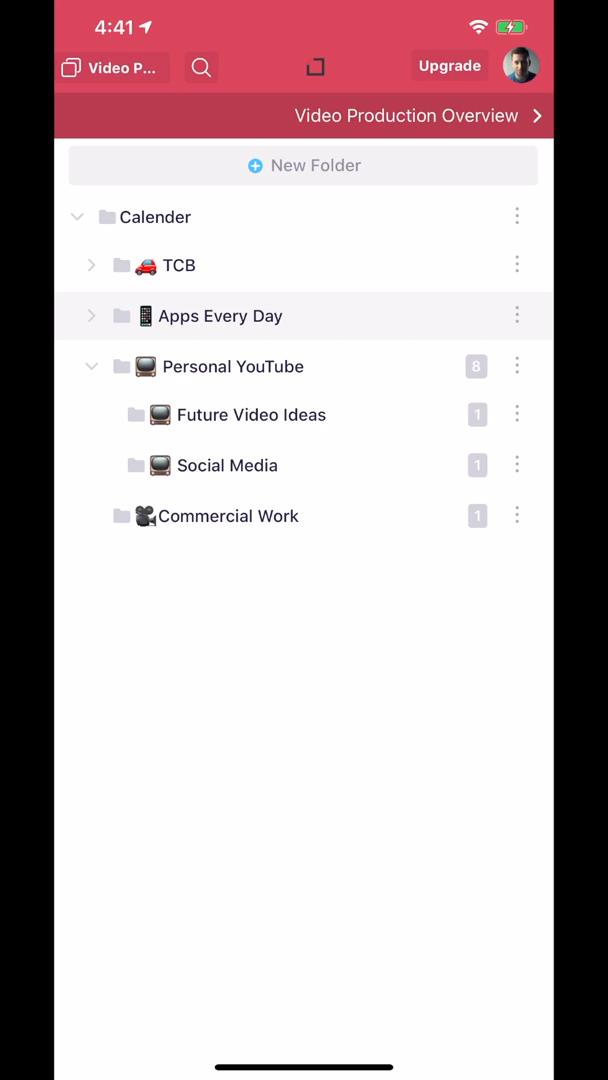 4:41
Video P...
Upgrade
Video Production Overview
New Folder
Calender
TCB
Apps Every Day
Personal YouTube 8
Future Video Ideas 1
Social Media 1
Commercial Work 1